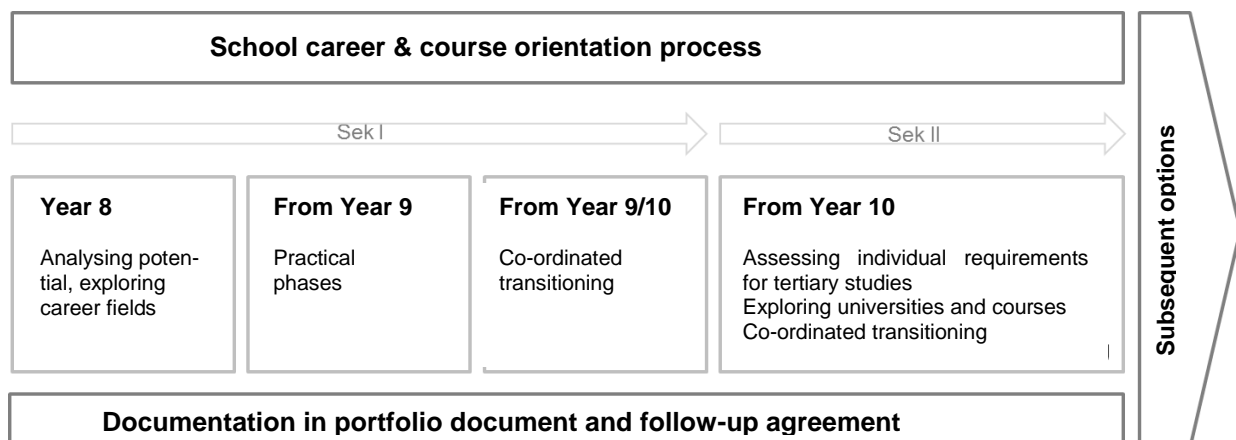 School career & course orientation process
Sek I
Sek II
Year 8
Analysing poten-
tial, exploring
career fields
From Year 9
Practical
phases
From Year 9/10
Co-ordinated
transitioning
From Year 10
Assessing individual requirements
for tertiary studies
Exploring universities and courses
Co-ordinated transitioning
Subsequent options
Documentation in portfolio document and follow-up agreement